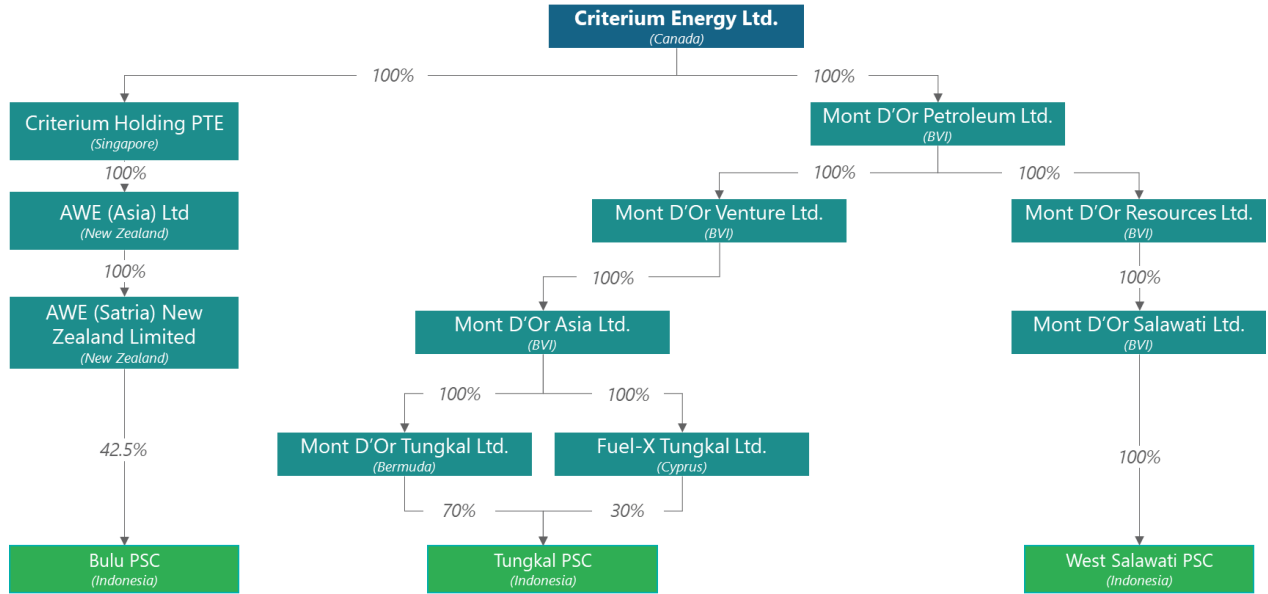 Criterium Energy Ltd.
(Canada)
100%
100%
Criterium Holding PTE
(Singapore)
Mont D'Or Petroleum Ltd.
(BVI)
100%
100%
100%
AWE (Asia) Ltd
(New Zealand)
Mont D'Or Venture Ltd.
(BVI)
Mont D'Or Resources Ltd.
(BVI)
100%
100%
100%
AWE (Satria) New
Zealand Limited
(New Zealand)
Mont D'Or Asia Ltd.
(BVI)
Mont D'Or Salawati Ltd.
(BVI)
100%
100%
42.5%
Mont D'Or Tungkal Ltd.
(Bermuda)
Fuel-X Tungkal Ltd.
(Cyprus)
100%
70%
30%
Bulu PSC
(Indonesia)
Tungkal PSC
(Indonesia)
West Salawati PSC
(Indonesia)